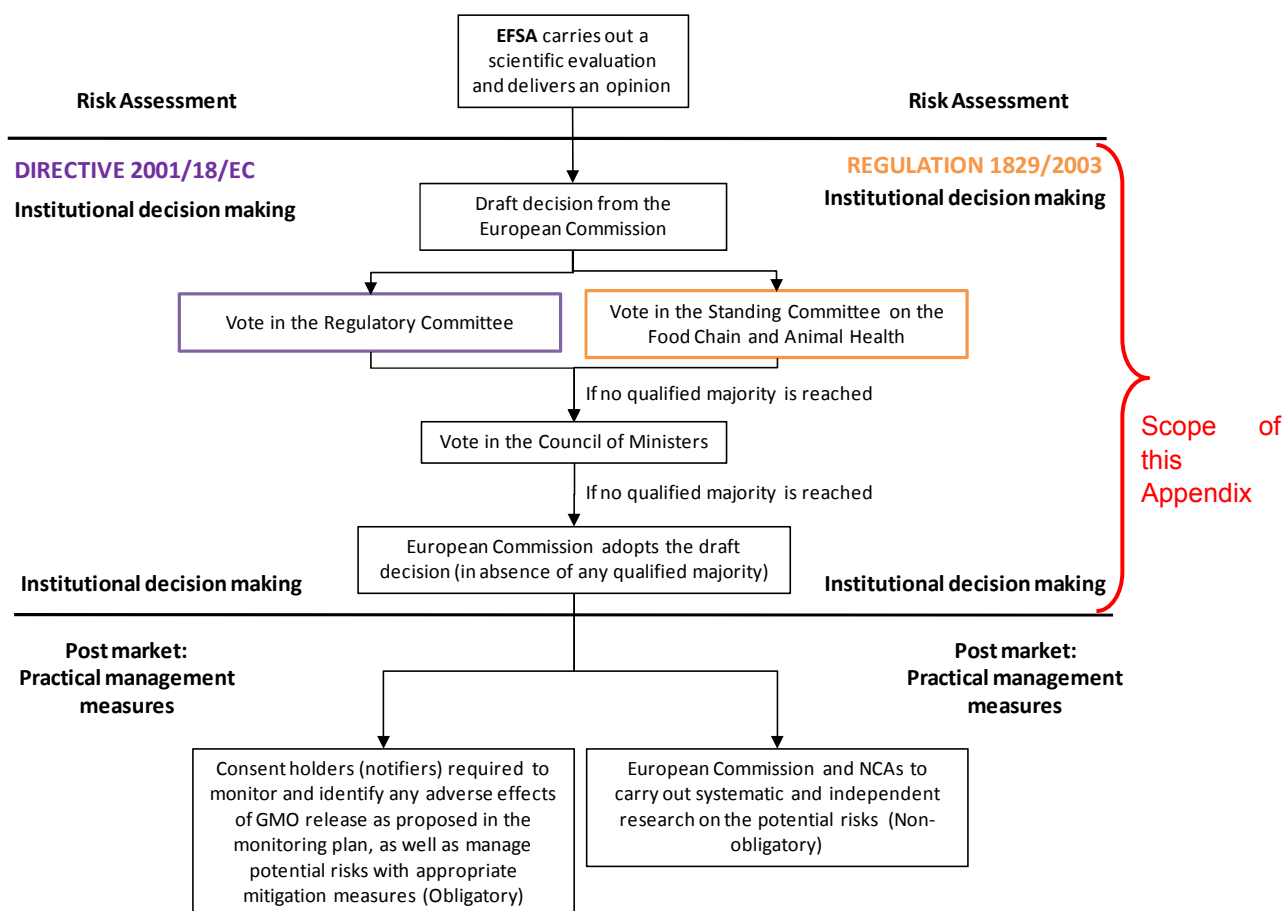 EFSA carries out a
scientific evaluation
and delivers an opinion
Risk Assessment
Risk Assessment
DIRECTIVE 2001/18/EC
Institutional decision making
REGULATION 1829/2003
Institutional decision making
Draft decision from the
European Commission
Vote in the Regulatory Committee
Vote in the Standing Committee on the
Food Chain and Animal Health
If no qualified majority is reached
Vote in the Council of Ministers
If no qualified majority is reached
European Commission adopts the draft
decision (in absence of any qualified majority)
Institutional decision making
Institutional decision making
Scope of
this
Appendix
Post market:
Practical management
measures
Post market:
Practical management
measures
Consent holders (notifiers) required to
monitor and identify any adverse effects
of GMO release as proposed in the
monitoring plan, as well as manage
potential risks with appropriate
mitigation measures (Obligatory)
European Commission and NCAs to
carry out systematic and independent
research on the potential risks (Non-
obligatory)